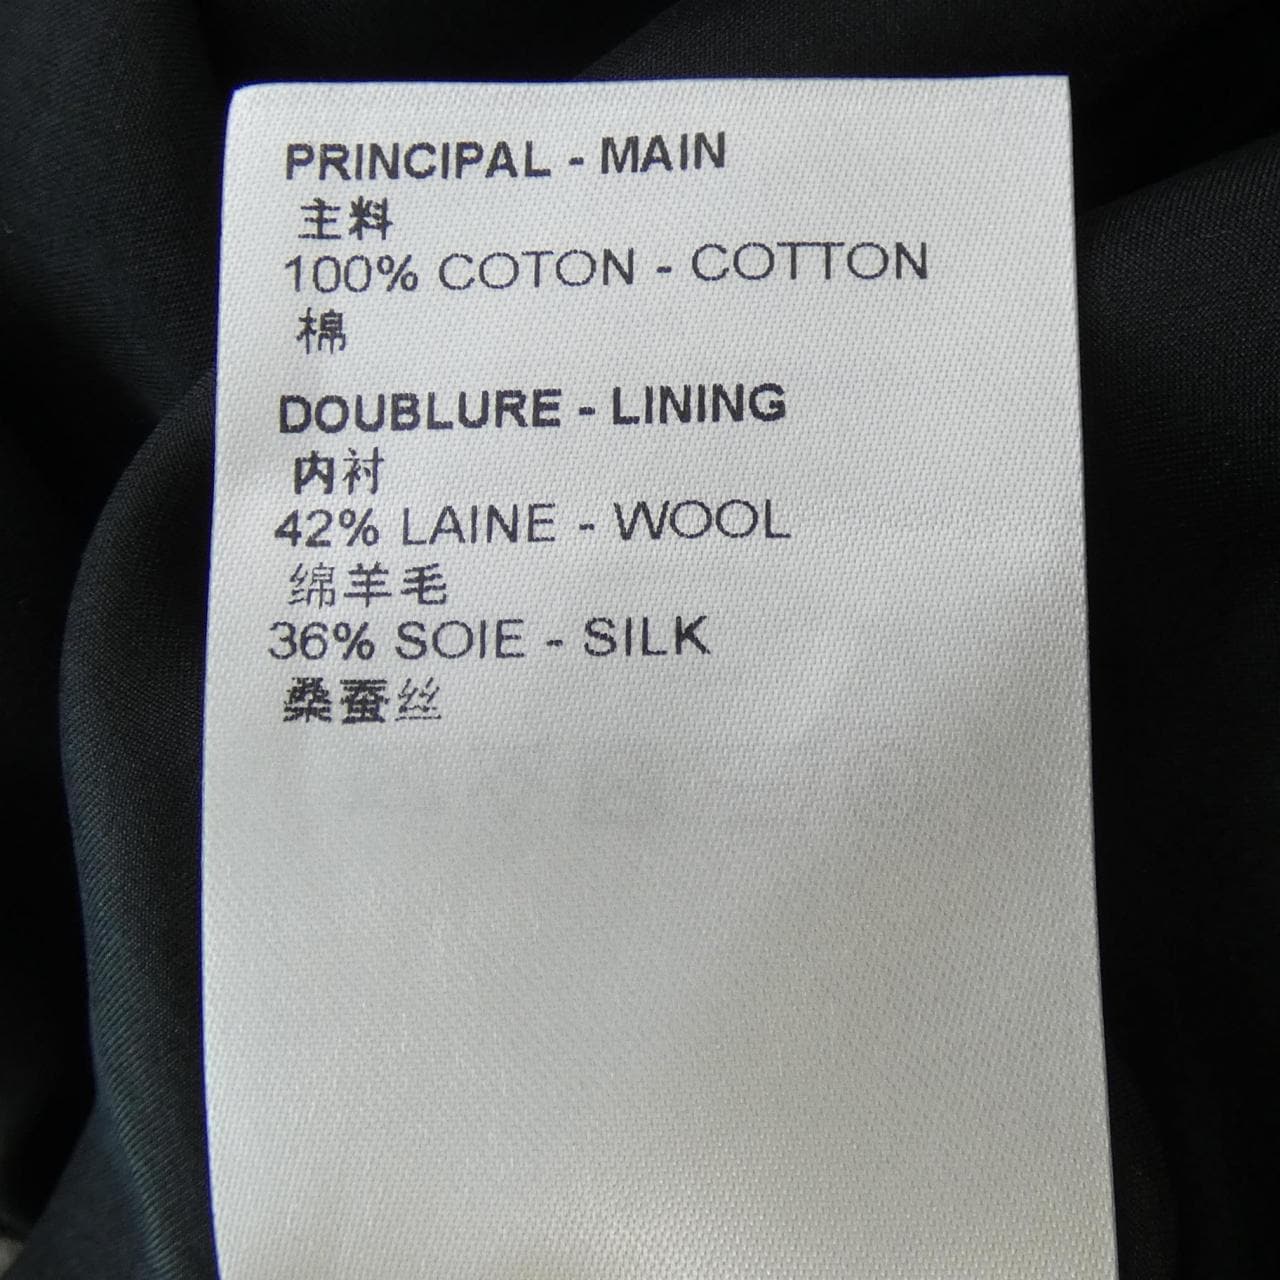 PRINCIPAL - MAIN
主料
100% COTON - COTTON
棉
DOUBLURE - LINING
内衬
42% LAINE - WOOL
绵羊毛
36% SOIE - SILK
桑蚕丝